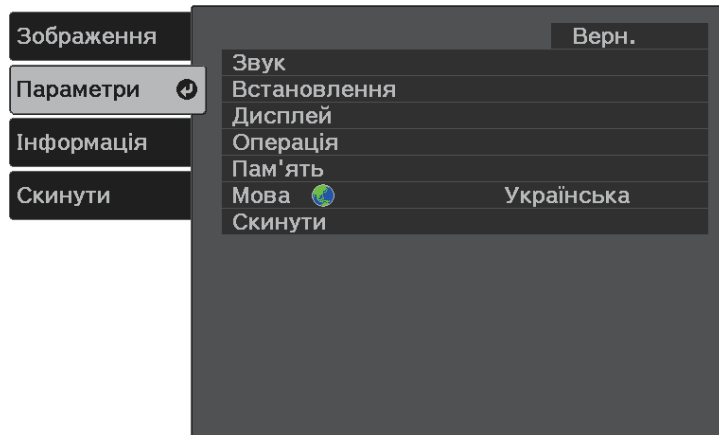 Зображення
Параметри
Інформація
Скинути
Верн.
Звук
Встановлення
Дисплей
Операція
Пам'ять
Мова Українська
Скинути